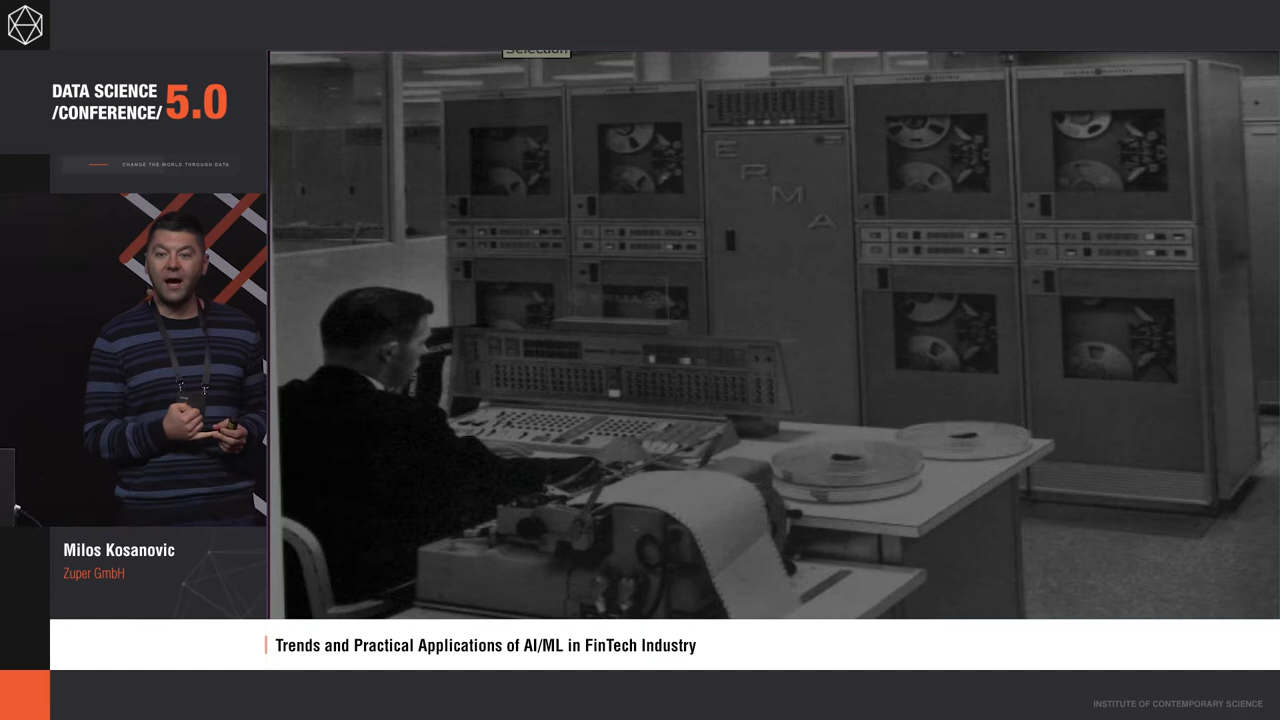 DATA SCIENCE
/CONFERENCE/ 5.0
CHANGE THE WORLD THROUGH DATA
Selection
E
R
M
A
Milos Kosanovic
Zuper GmbH
Trends and Practical Applications of AI/ML in FinTech Industry
INSTITUTE OF CONTEMPORARY SCIENCE